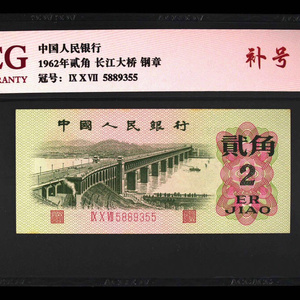 CG
RRANTY
中国人民银行
1962年贰角 长江大桥 钢章
冠号：IX X VII 5889355
补号
中國人民銀行
貳角
2
ER
JIAO
IX X VII 5889355